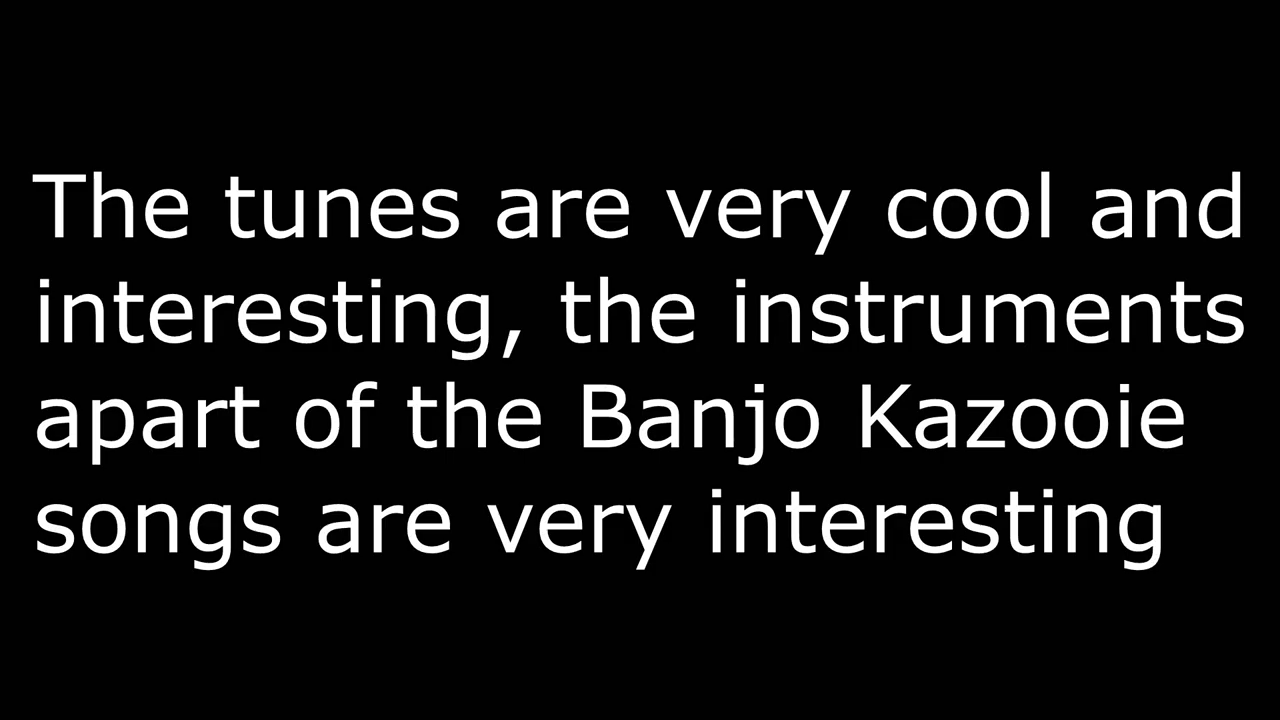 The tunes are very cool and
interesting, the instruments
apart of the Banjo Kazooie
songs are very interesting